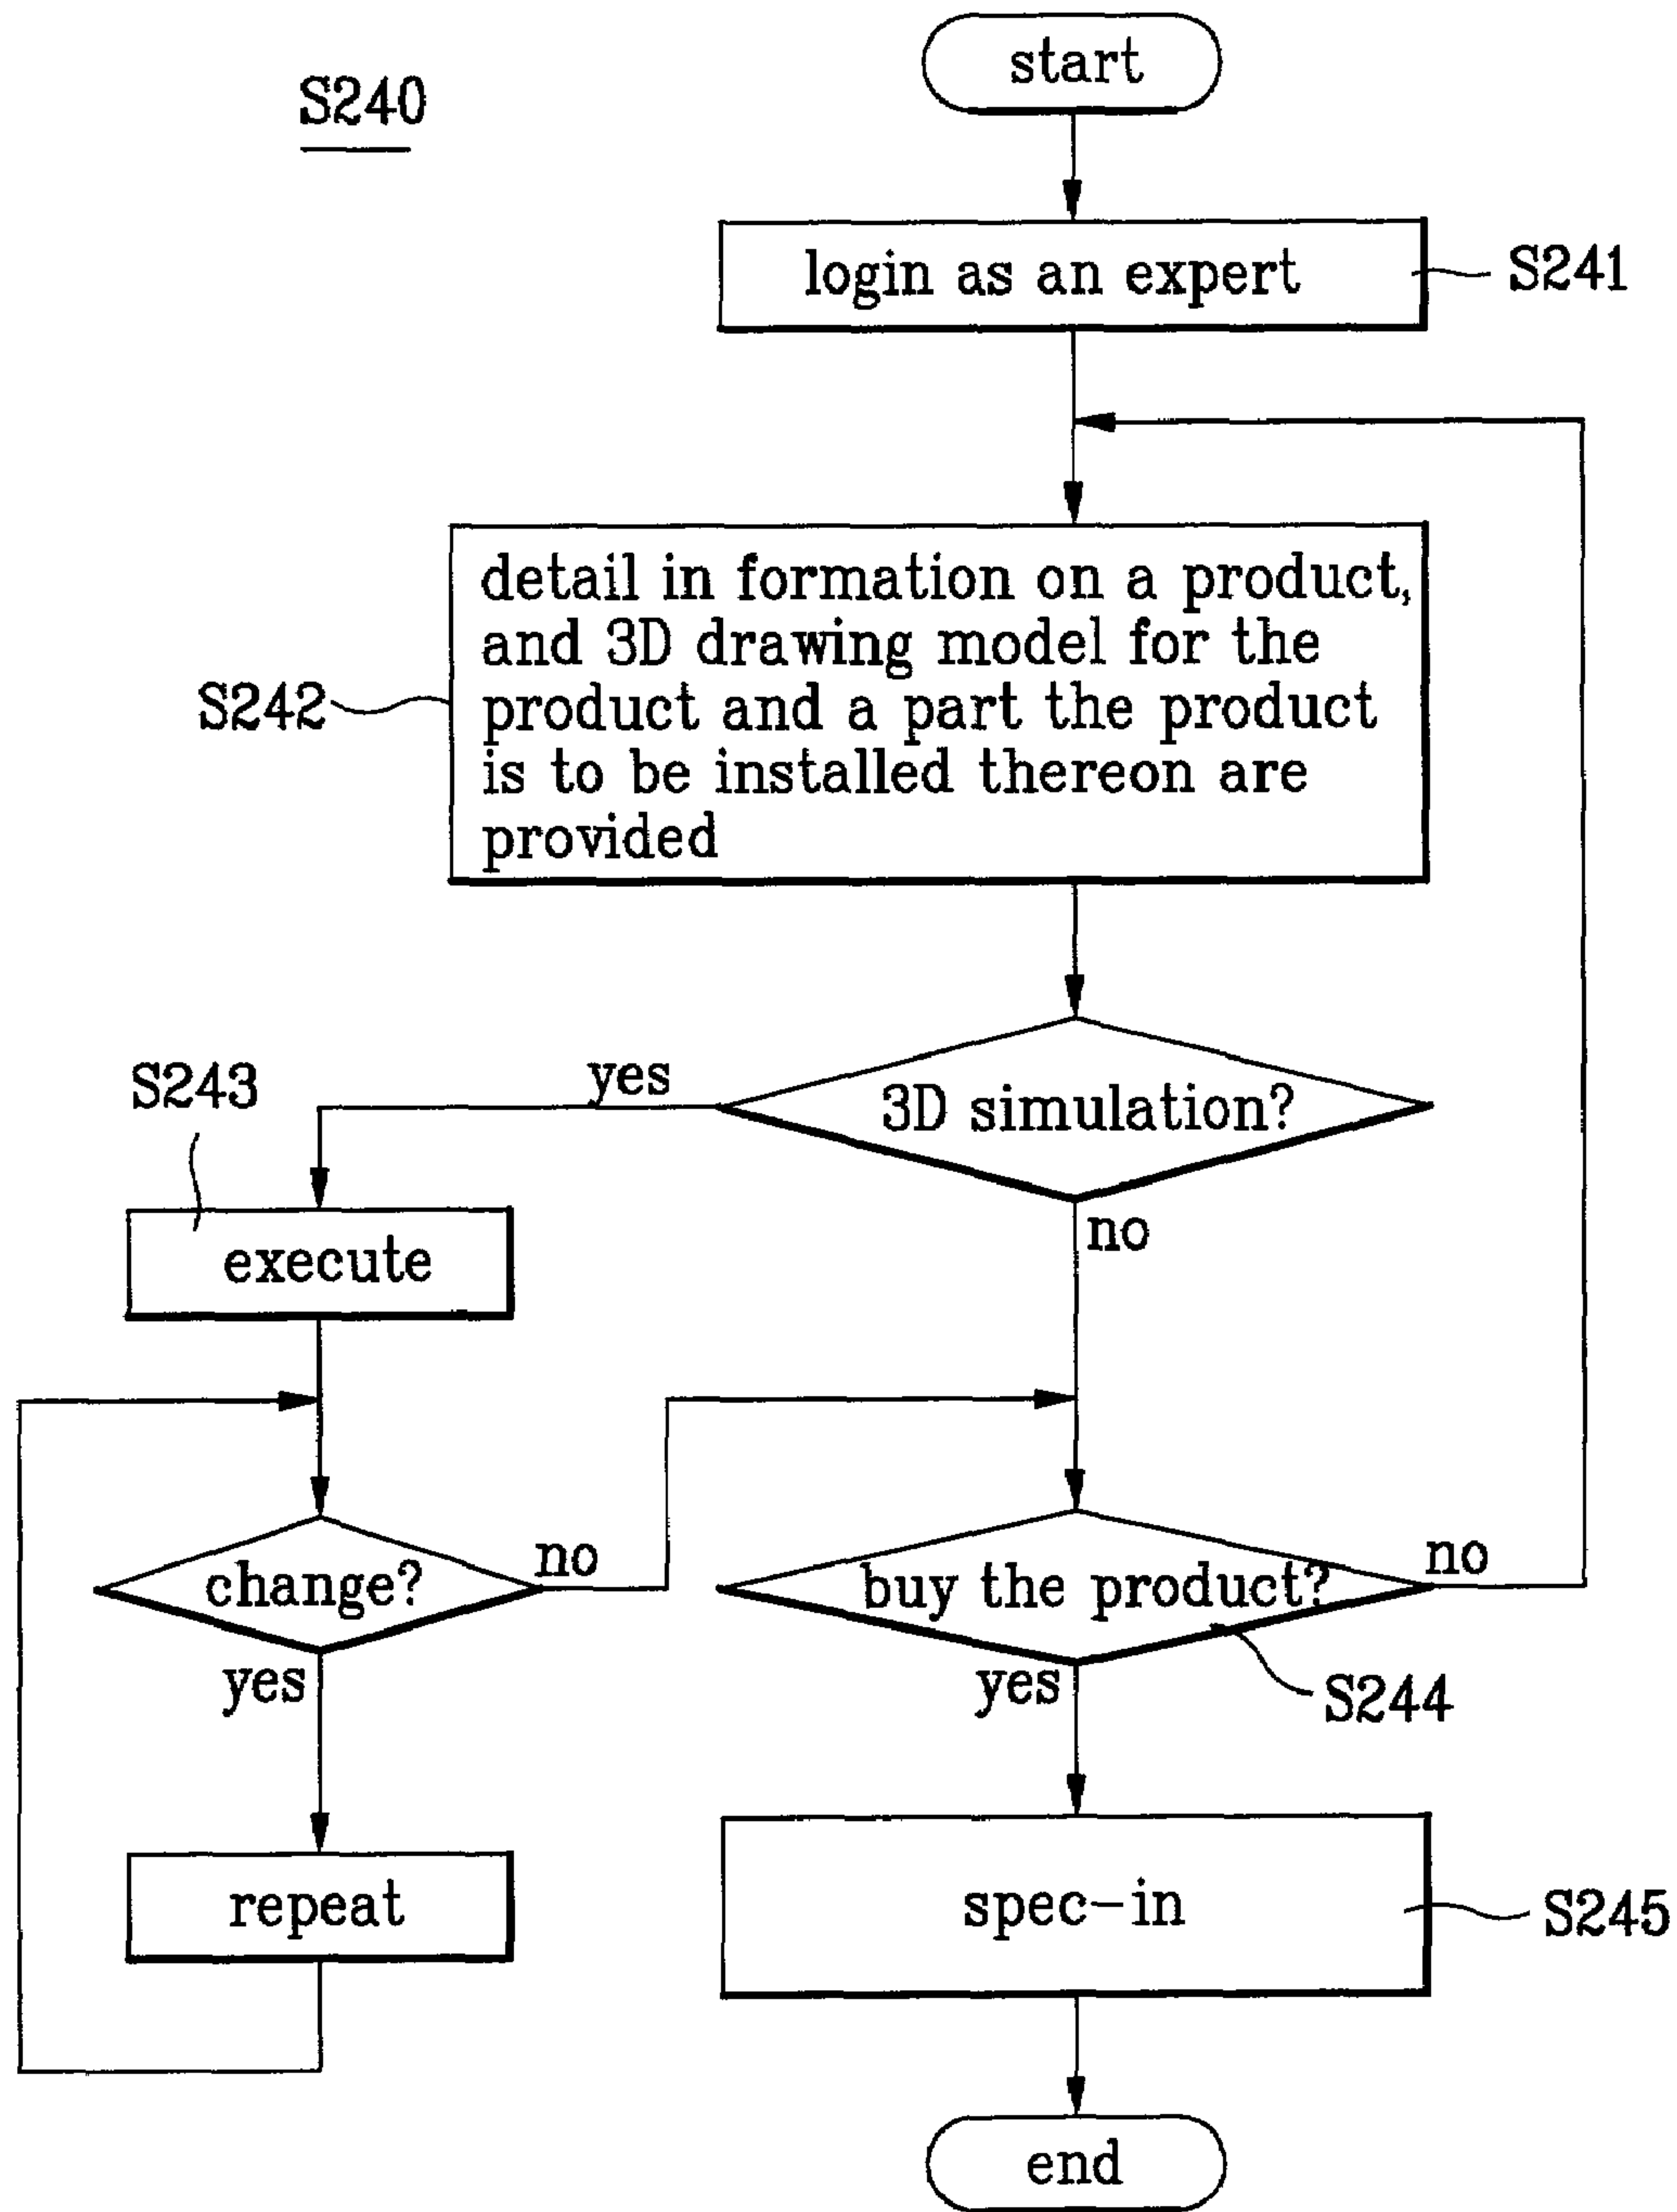 S240
start
login as an expert
S241
detail in formation on a product,
and 3D drawing model for the
product and a part the product
is to be installed thereon are
provided
S242
3D simulation?
yes
no
S243
execute
change?
no
yes
buy the product?
no
yes
S244
repeat
spec-in
S245
end